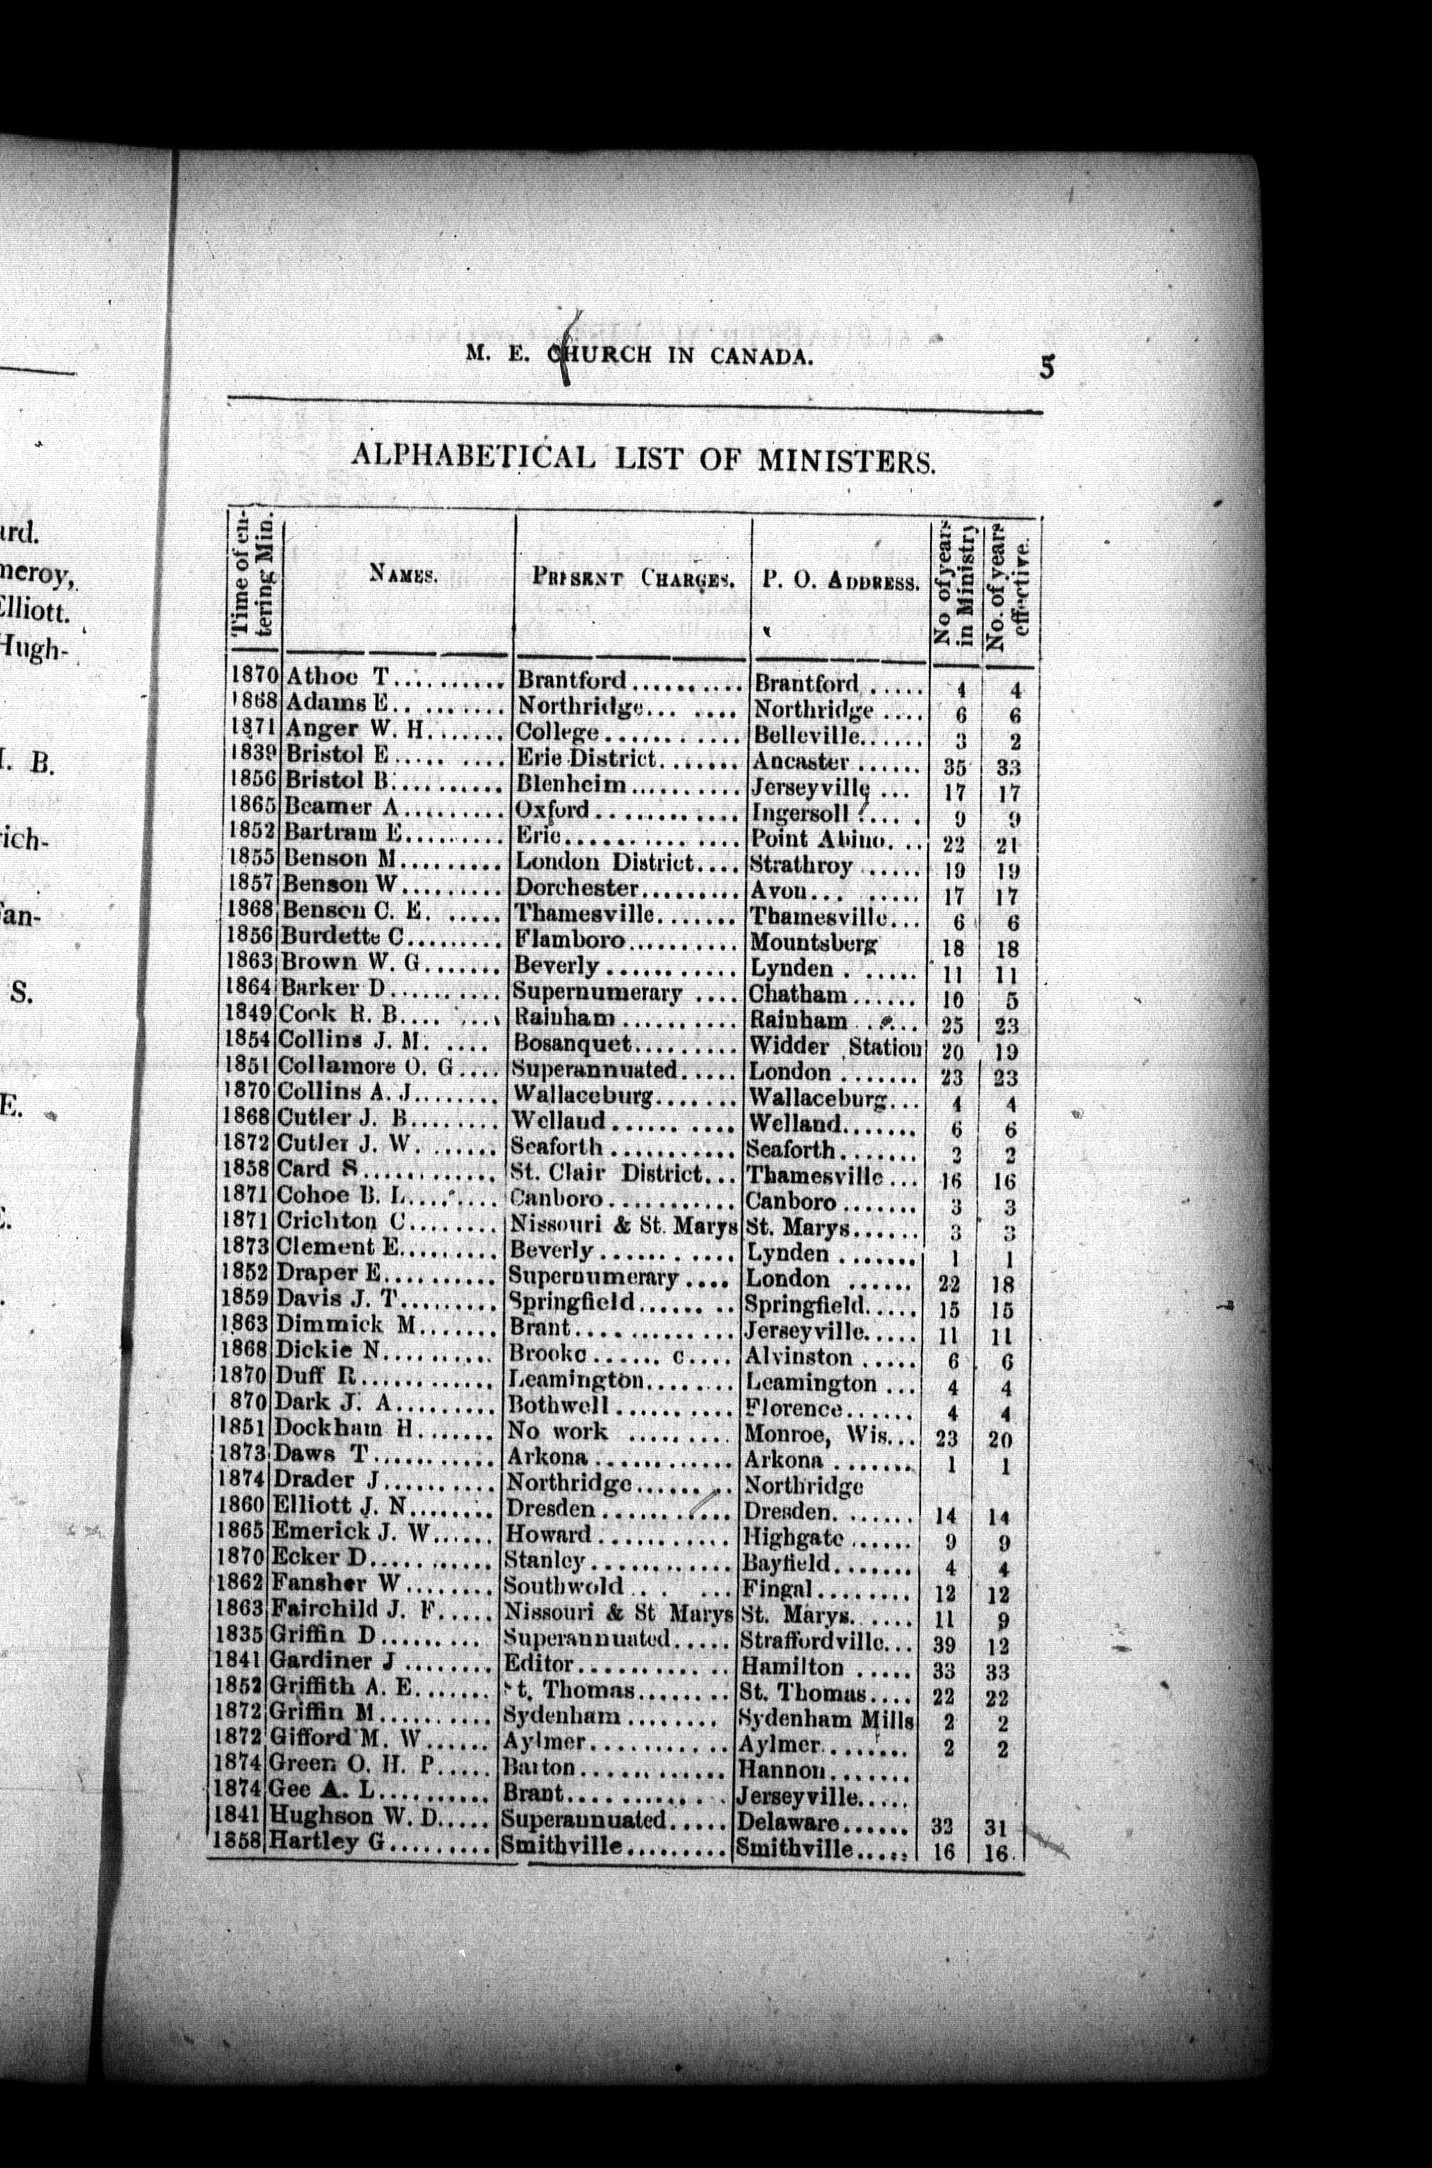 ard.
meroy,
Elliott.
Hugh-
I. B.
rich-
Fan-
S.
E.
E.
M. E. CHURCH IN CANADA.
5
ALPHABETICAL LIST OF MINISTERS.
Time of entering Min. NAMES. PRESRNT CHARGES. P. O. ADDRESS. No of years in Ministry No. of years effective.
1870 Athoe T.......... Brantford.......... Brantford ..... 4 4
1868 Adams E.. ........ Northridge... .... Northridge .... 6 6
1871 Anger W. H....... College............ Belleville...... 3 2
1839 Bristol E..... .... Erie District....... Ancaster ...... 35 33
1856 Bristol B.......... Blenheim.......... Jerseyville ... 17 17
1865 Beamer A......... Oxford............ Ingersoll ..... 9 9
1852 Bartram E......... Erie............... Point Abino. .. 22 21
1855 Benson M......... London District.... Strathroy ...... 19 19
1857 Benson W......... Dorchester......... Avon... ..... 17 17
1868 Benson C. E. ..... Thamesville....... Thamesville... 6 6
1856 Burdette C......... Flamboro.......... Mountsberg 18 18
1863 Brown W. G....... Beverly........... Lynden . ..... 11 11
1864 Barker D.......... Supernumerary .... Chatham...... 10 5
1849 Cook R. B.... .... Rainham.......... Rainham ..... 25 23
1854 Collins J. M. .... Bosanquet......... Widder Station 20 19
1851 Collamore O. G.... Superannuated..... London ....... 23 23
1870 Collins A. J........ Wallaceburg....... Wallaceburg... 4 4
1868 Cutler J. B........ Welland...... .... Welland....... 6 6
1872 Cutler J. W. ...... Seaforth........... Seaforth....... 2 2
1858 Card S............ St. Clair District... Thamesville... 16 16
1871 Cohoe B. L........ Canboro........... Canboro....... 3 3
1871 Crichton C........ Nissouri & St. Marys St. Marys...... 3 3
1873 Clement E......... Beverly....... .... Lynden ....... 1 1
1852 Draper E.......... Supernumerary.... London ...... 22 18
1859 Davis J. T......... Springfield...... .. Springfield..... 15 15
1863 Dimmick M....... Brant.............. Jerseyville..... 11 11
1868 Dickie N.......... Brooke...... c.... Alvinston ..... 6 6
1870 Duff R............ Leamington........ Leamington ... 4 4
870 Dark J. A......... Bothwell.......... Florence...... 4 4
1851 Dockham H....... No work ......... Monroe, Wis... 23 20
1873 Daws T........... Arkona............ Arkona ....... 1 1
1874 Drader J.......... Northridge...... .. Northridge
1860 Elliott J. N........ Dresden........... Dresden. ...... 14 14
1865 Emerick J. W...... Howard........... Highgate ...... 9 9
1870 Ecker D........... Stanley............ Bayfield....... 4 4
1862 Fansher W........ Southwold .. ... Fingal........ 12 12
1863 Fairchild J. F..... Nissouri & St Marys St. Marys...... 11 9
1835 Griffin D......... Superannuated..... Straffordville... 39 12
1841 Gardiner J ........ Editor............. Hamilton ..... 33 33
1852 Griffith A. E....... t. Thomas........ St. Thomas.... 22 22
1872 Griffin M.......... Sydenham........ Sydenham Mills 2 2
1872 Gifford M. W...... Aylmer............ Aylmer........ 2 2
1874 Green O. H. P..... Barton............ Hannon.......
1874 Gee A. L.......... Brant.............. Jerseyville.....
1841 Hughson W. D..... Superannuated..... Delaware...... 32 31
1858 Hartley G......... Smithville......... Smithville..... 16 16